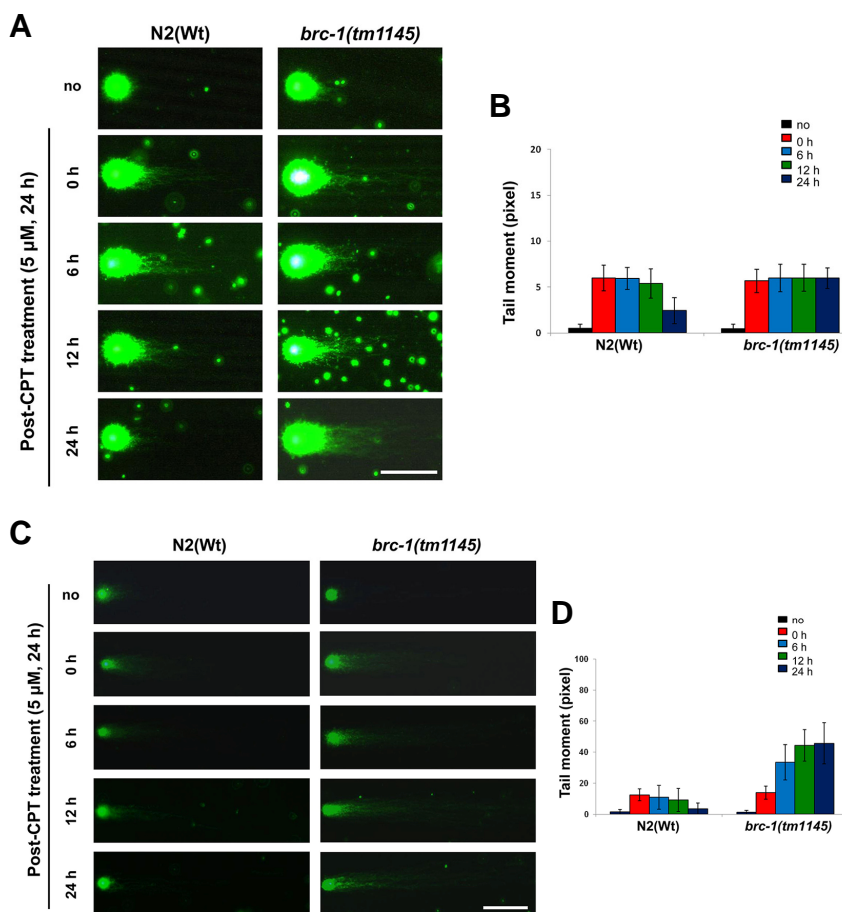 A
N2(Wt) brc-1(tm1145)
no
0 h
6 h
12 h
24 h
Post-CPT treatment (5 µM, 24 h)
B
no
0 h
6 h
12 h
24 h
20
15
10
5
0
Tail moment (pixel)
N2(Wt) brc-1(tm1145)
C
N2(Wt) brc-1(tm1145)
no
0 h
6 h
12 h
24 h
Post-CPT treatment (5 µM, 24 h)
D
no
0 h
6 h
12 h
24 h
100
80
60
40
20
0
Tail moment (pixel)
N2(Wt) brc-1(tm1145)